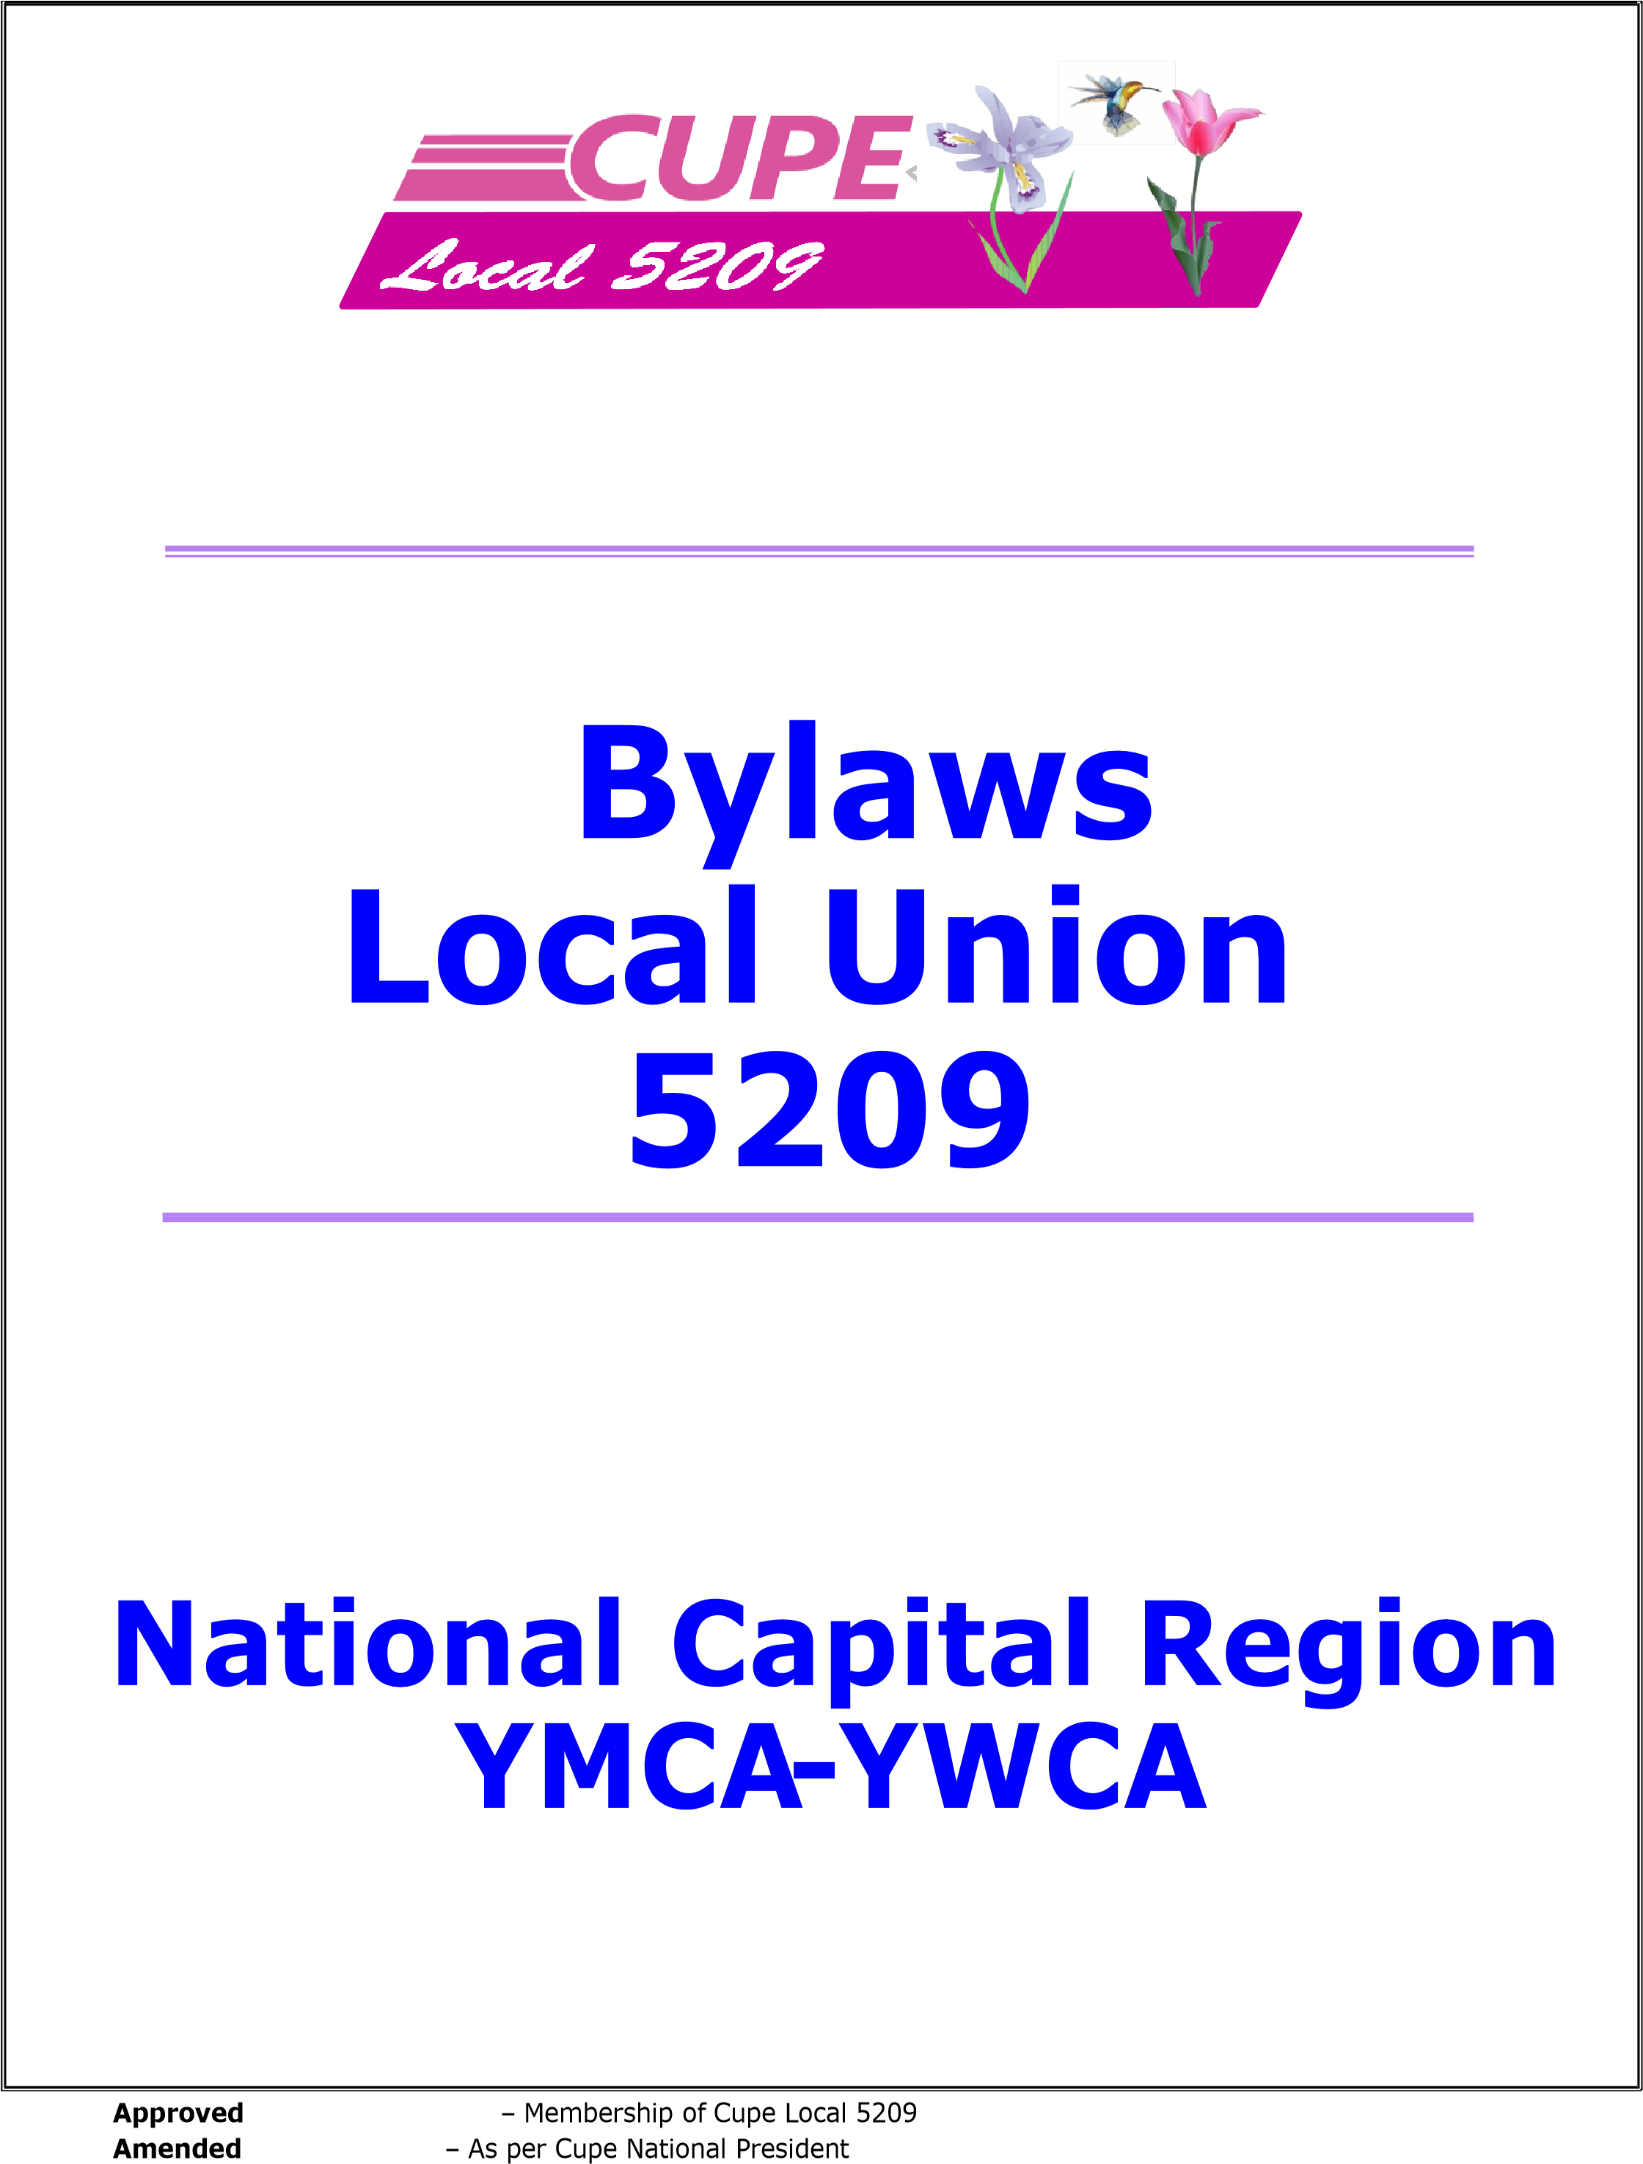 CUPE
Local 5209
Bylaws
Local Union
5209
National Capital Region
YMCA-YWCA
Approved – Membership of Cupe Local 5209
Amended – As per Cupe National President